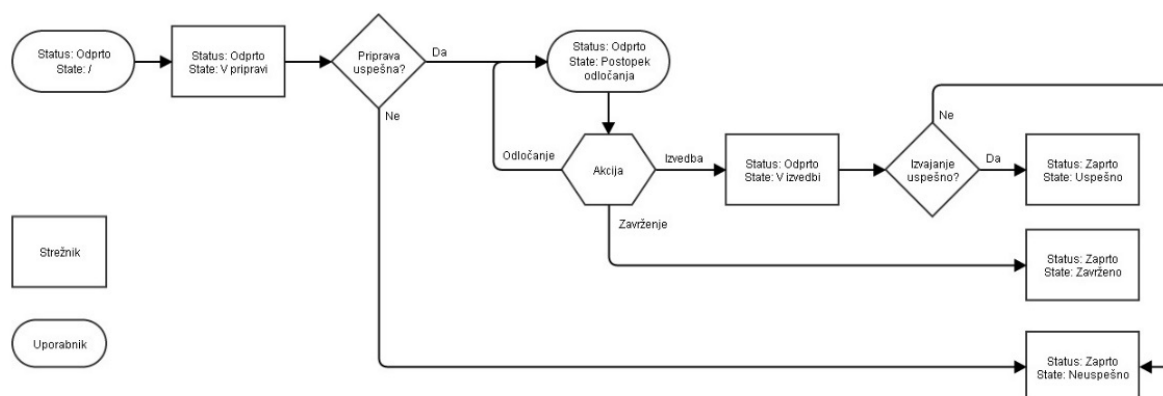 Status: Odprto
State: /
Status: Odprto
State: V pripravi
Priprava
uspešna?
Da
Ne
Status: Odprto
State: Postopek
odločanja
Odločanje
Akcija
Izvedba
Zavrženje
Status: Odprto
State: V izvedbi
Izvajanje
uspešno?
Ne
Da
Status: Zaprto
State: Uspešno
Status: Zaprto
State: Zavrženo
Status: Zaprto
State: Neuspešno
Strežnik
Uporabnik